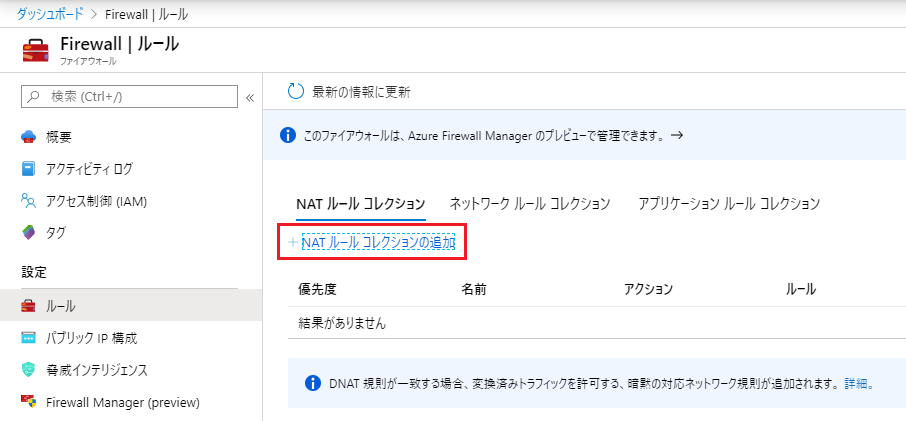 ダッシュボード > Firewall | ルール
Firewall | ルール
ファイアウォール
検索 (Ctrl+/)
«
最新の情報に更新
概要
アクティビティ ログ
アクセス制御 (IAM)
タグ
設定
ルール
パブリック IP 構成
脅威インテリジェンス
Firewall Manager (preview)
このファイアウォールは、Azure Firewall Manager のプレビューで管理できます。 →
NAT ルール コレクション ネットワーク ルール コレクション アプリケーション ルール コレクション
+ NAT ルール コレクションの追加
優先度 名前 アクション ルール
結果がありません
DNAT 規則が一致する場合、変換済みトラフィックを許可する、暗黙の対応ネットワーク規則が追加されます。 詳細。